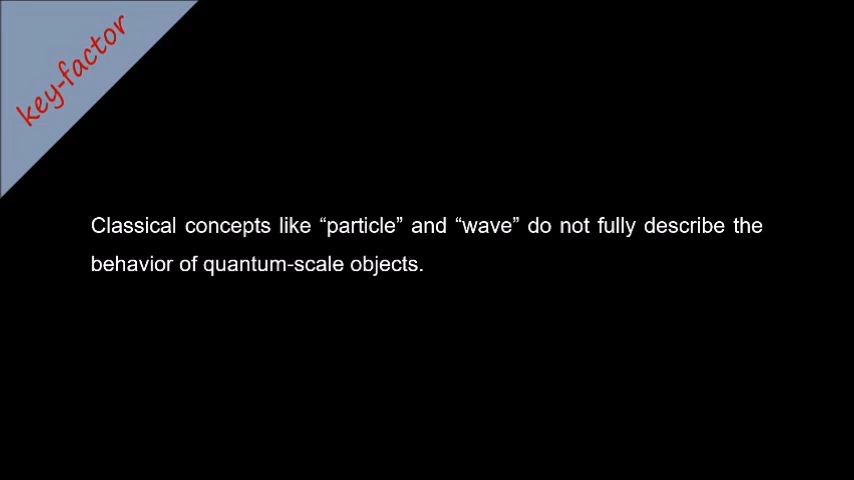 key-factor
Classical concepts like “particle” and “wave” do not fully describe the
behavior of quantum-scale objects.